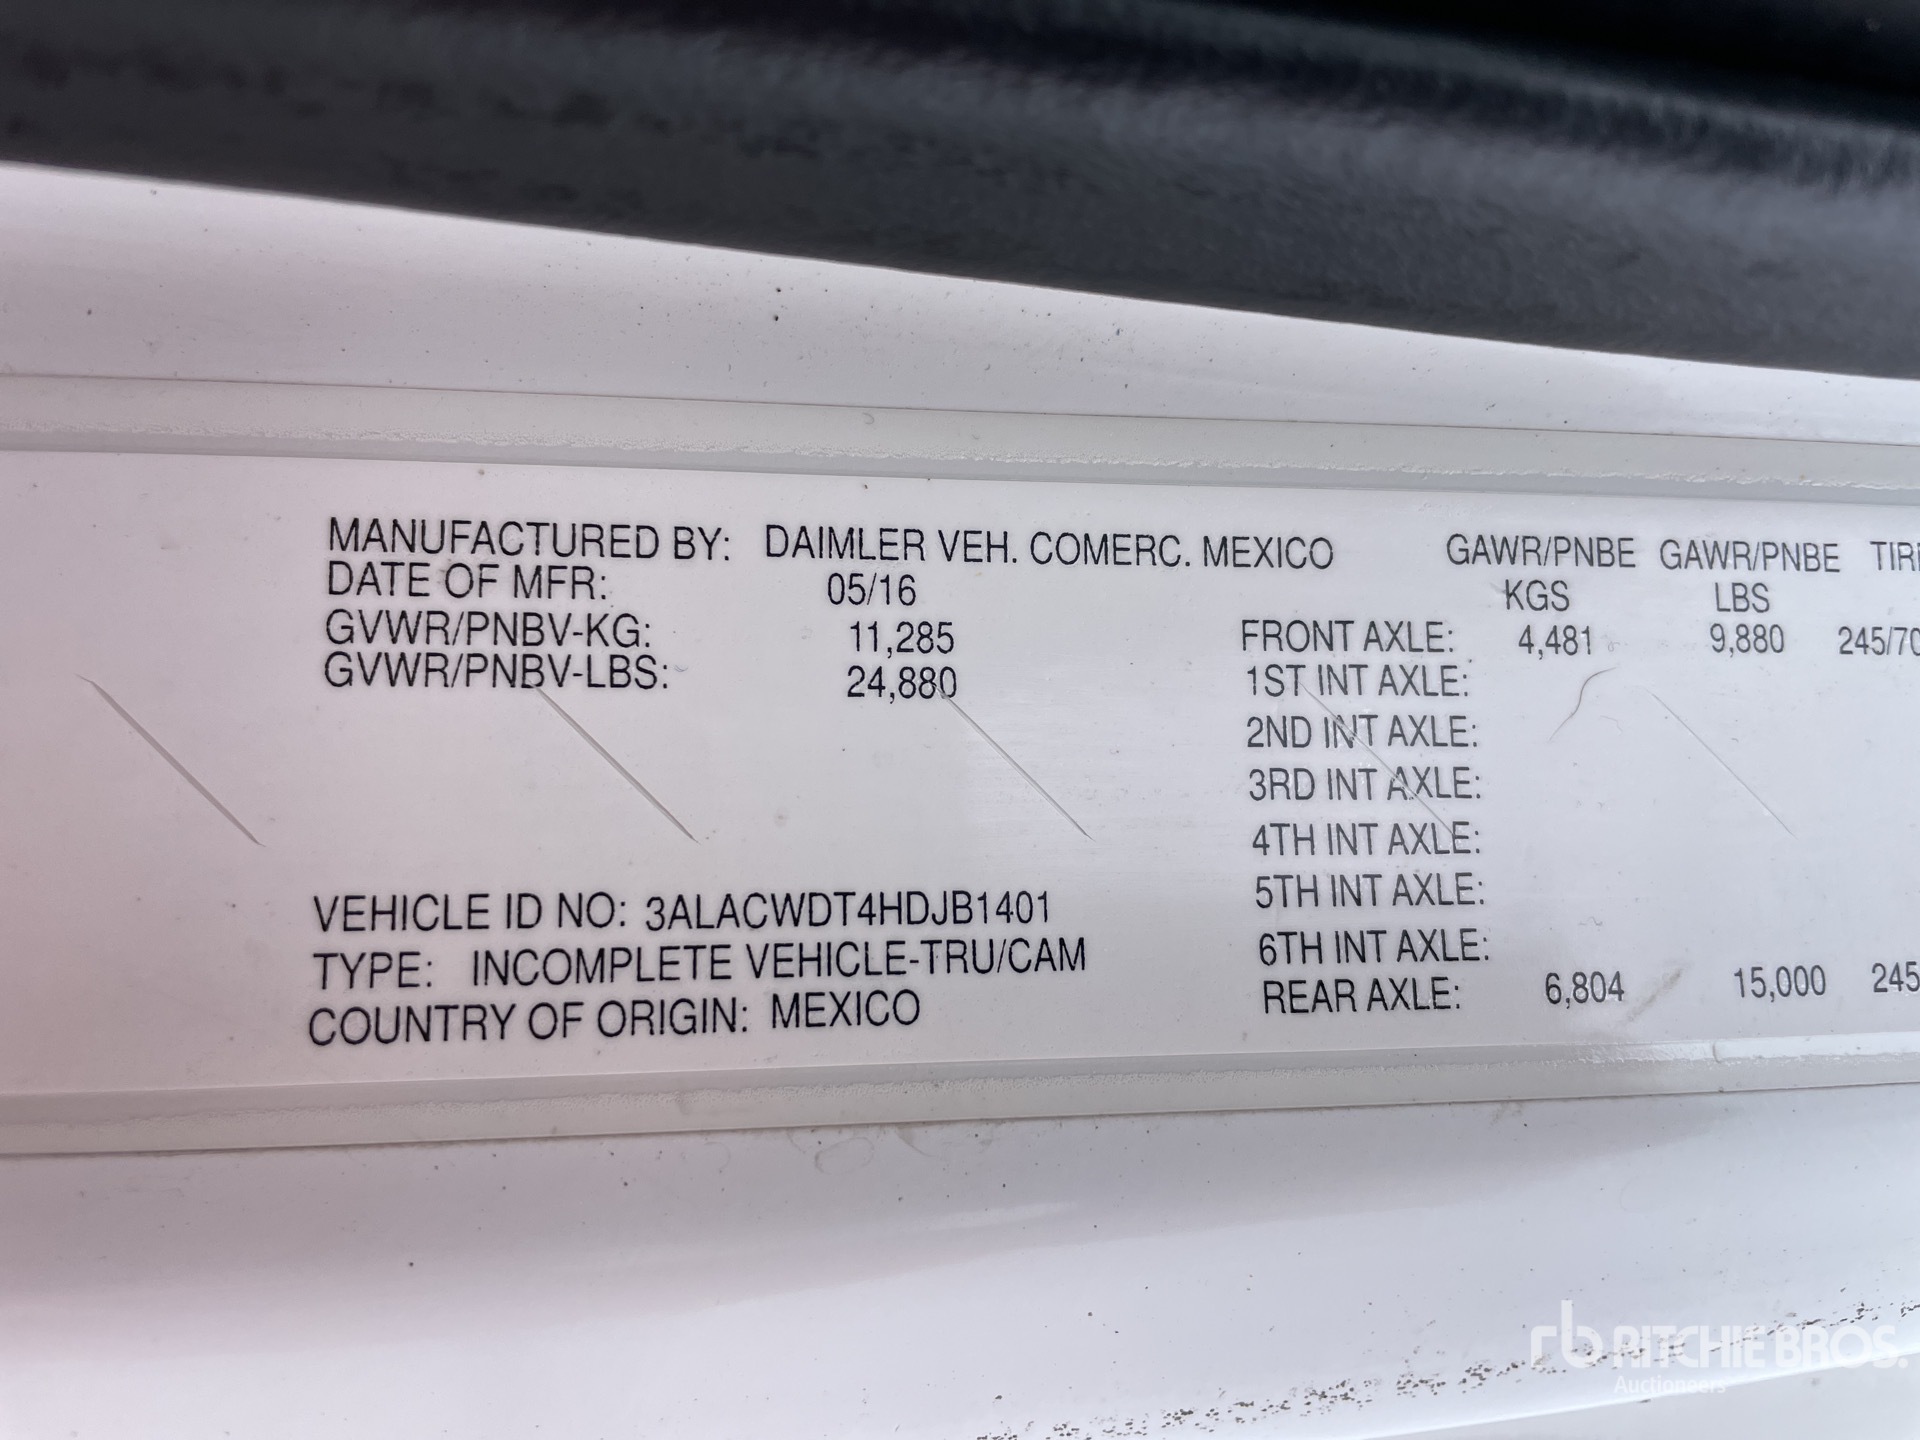 MANUFACTURED BY: DAIMLER VEH. COMERC. MEXICO
DATE OF MFR: 05/16
GVWR/PNBV-KG: 11,285
GVWR/PNBV-LBS: 24,880
VEHICLE ID NO: 3ALACWDT4HDJB1401
TYPE: INCOMPLETE VEHICLE-TRU/CAM
COUNTRY OF ORIGIN: MEXICO
GAWR/PNBE GAWR/PNBE TIR
KGS LBS
FRONT AXLE: 4,481 9,880 245/70
1ST INT AXLE:
2ND INT AXLE:
3RD INT AXLE:
4TH INT AXLE:
5TH INT AXLE:
6TH INT AXLE:
REAR AXLE: 6,804 15,000 245
rb RITCHIE BROS.
Auctioneers